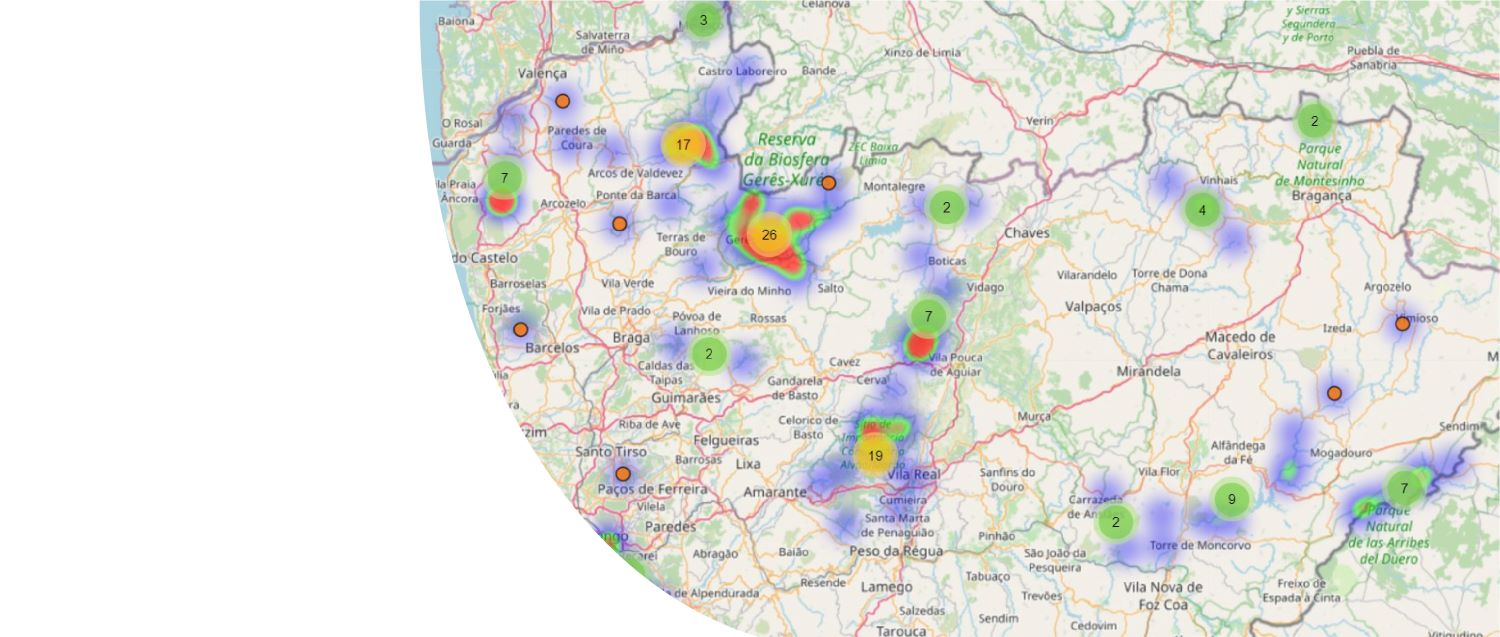 Celanova
y Sierras
Segundera
y de Porto
Baiona
3
Salvaterra
de Miño
Xinzo de Limia
Puebla de
Sanabria
Valença
Castro Laboreiro
Bande
O Rosal
Guarda
Paredes de
Coura
17
Reserva
da Biosfera
Gerês-Xurés
ZEC Baixa
Limia
Verín
2
Parque
Natural
de Montesinho
Bragança
7
la Praia
Âncora
Arcozelo
Arcos de Valdevez
Ponte da Barca
Montalegre
2
Vinhais
4
Chaves
26
Terras de
Bouro
do Castelo
Barroselas
Vila Verde
Vieira do Minho
Salto
Boticas
Vidago
Vilarandelo
Torre de Dona
Chama
Argozelo
Valpaços
Forjães
Vila de Prado
Póvoa de
Lanhoso
Rossas
7
Izeda
Vimioso
Barcelos
Braga
2
Caldas das
Taipas
Cavez
Vila Pouca
de Aguiar
Macedo de
Cavaleiros
Mirandela
Guimarães
Gandarela
de Basto
Cerva
Riba de Ave
Celorico de
Basto
Murça
Felgueiras
Santo Tirso
Barrosas
Lixa
19
Vila Real
Alfândega
da Fé
Mogadouro
Sendim
Paços de Ferreira
Amarante
Sanfins do
Douro
Vila Flor
7
Vilela
Cumieira
Carrazeda
2
9
Parque
Natural
de las Arribes
del Duero
Paredes
Santa Marta
de Penaguião
Pinhão
Torre de Moncorvo
Abragão
Baião
Peso da Régua
São João da
Pesqueira
de Alpendurada
Resende
Lamego
Tabuaço
Trevões
Vila Nova de
Foz Coa
Freixo de
Espada à Cinta
Salzedas
Sendim
Tarouca
Cedovim
Vitigudino